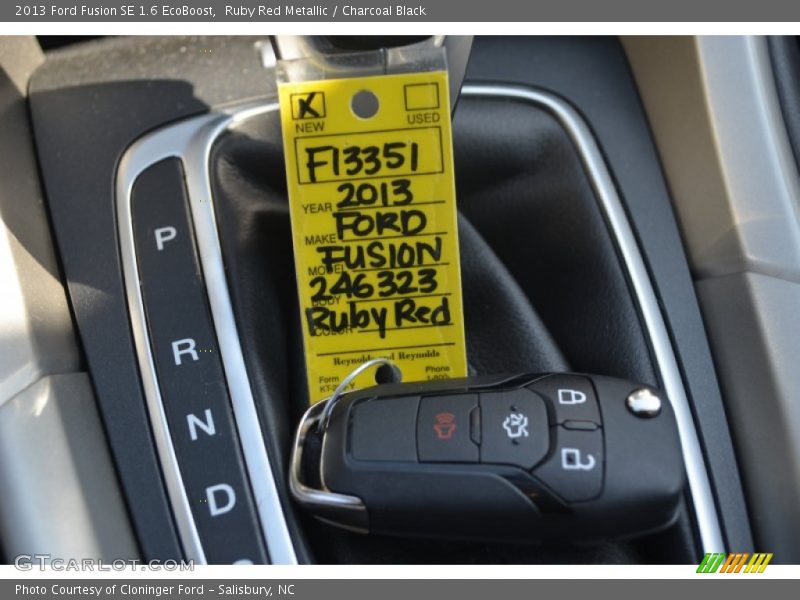 2013 Ford Fusion SE 1.6 EcoBoost,  Ruby Red Metallic / Charcoal Black
X
NEW
USED
F13351
YEAR 2013
MAKE FORD
MODEL FUSION
BODY 246323
COLOR Ruby Red
Reynolds and Reynolds
Form
Phone
P
R
N
D
GTCarLot.com
Photo Courtesy of Cloninger Ford – Salisbury, NC